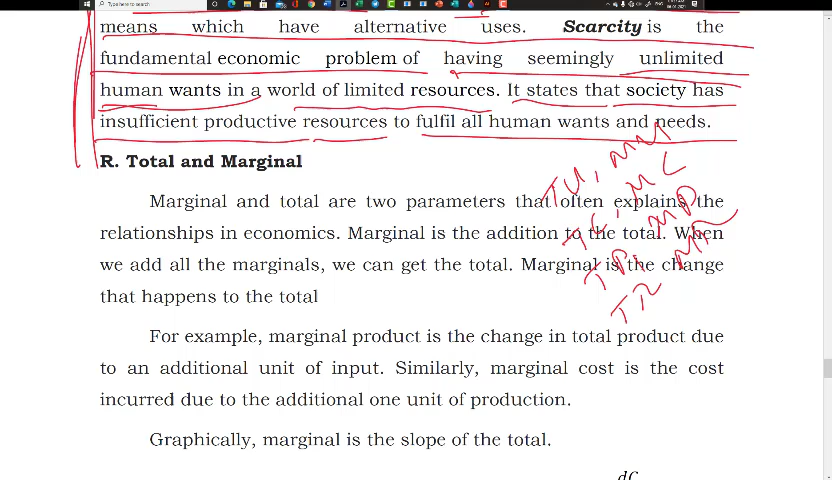 means which have alternative uses. Scarcity is the
fundamental economic problem of having seemingly unlimited
human wants in a world of limited resources. It states that society has
insufficient productive resources to fulfil all human wants and needs.
R. Total and Marginal
TU, MU
TC, MC
TP, MP
TR MR
Marginal and total are two parameters that often explains the
relationships in economics. Marginal is the addition to the total. When
we add all the marginals, we can get the total. Marginal is the change
that happens to the total
For example, marginal product is the change in total product due
to an additional unit of input. Similarly, marginal cost is the cost
incurred due to the additional one unit of production.
Graphically, marginal is the slope of the total.
dC